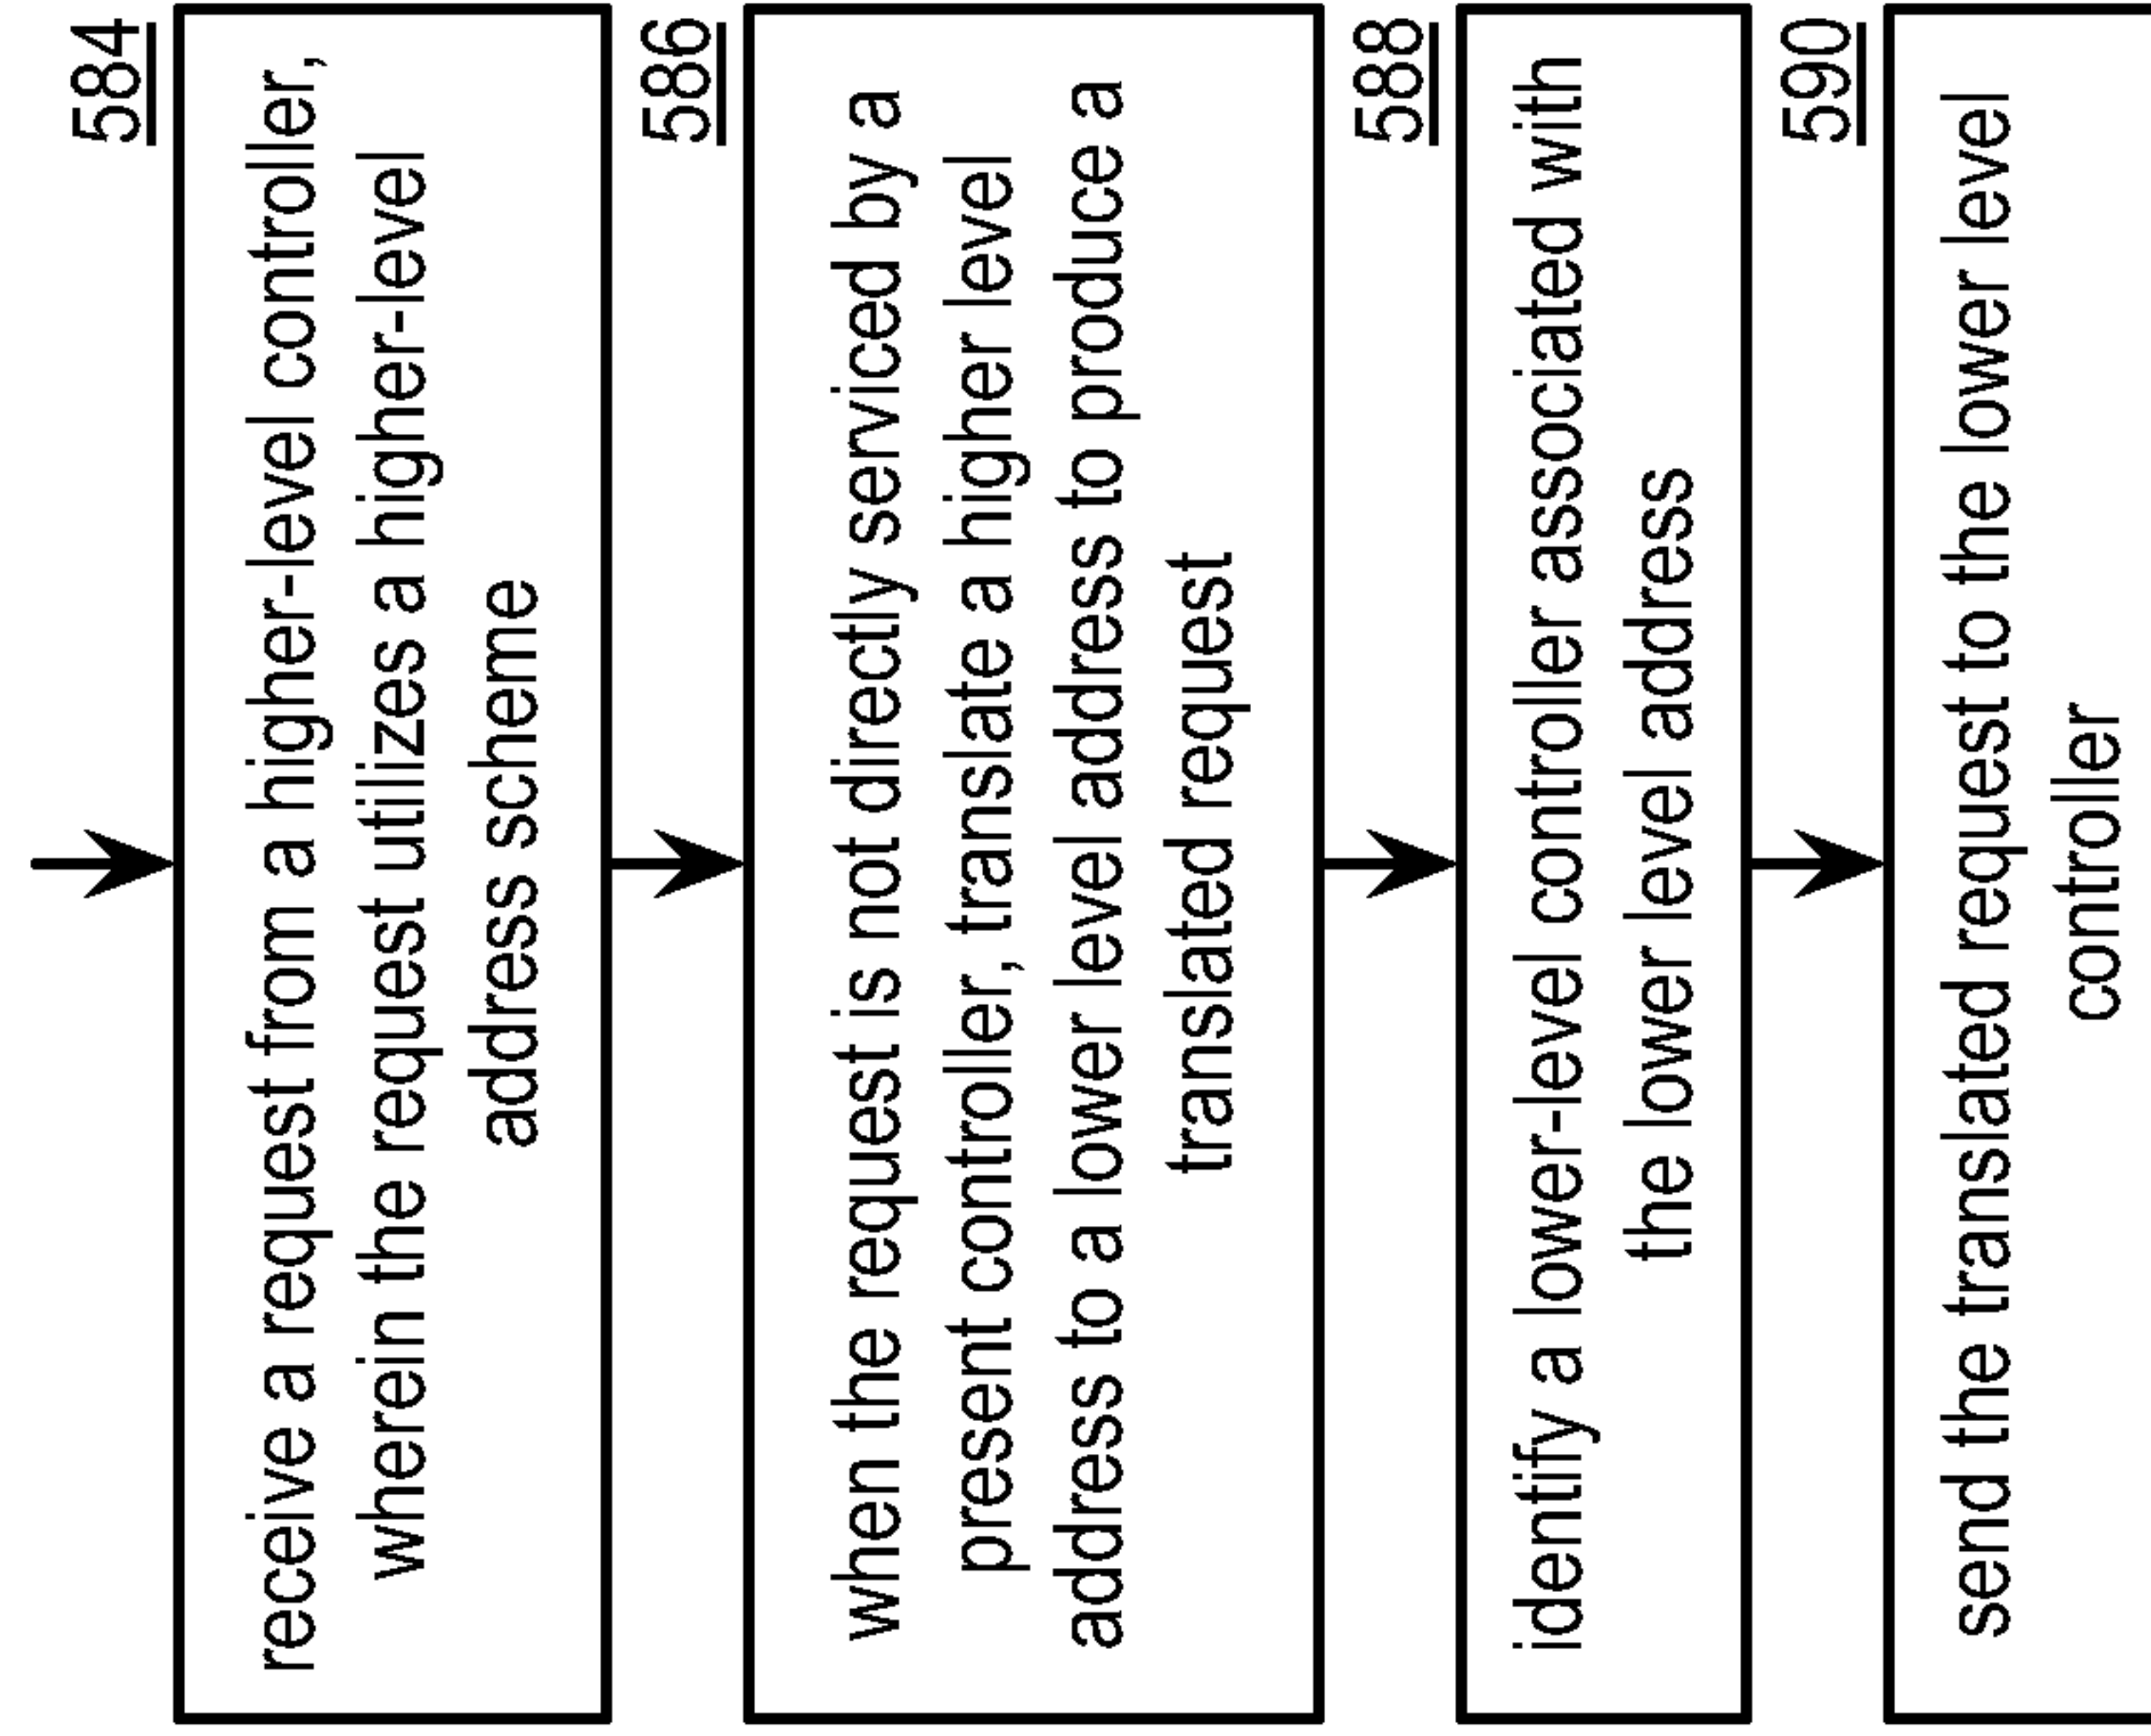 584
receive a request from a higher-level controller,
wherein the request utilizes a higher-level
address scheme
586
when the request is not directly serviced by a
present controller, translate a higher level
address to a lower level address to produce a
translated request
588
identify a lower-level controller associated with
the lower level address
590
send the translated request to the lower level
controller